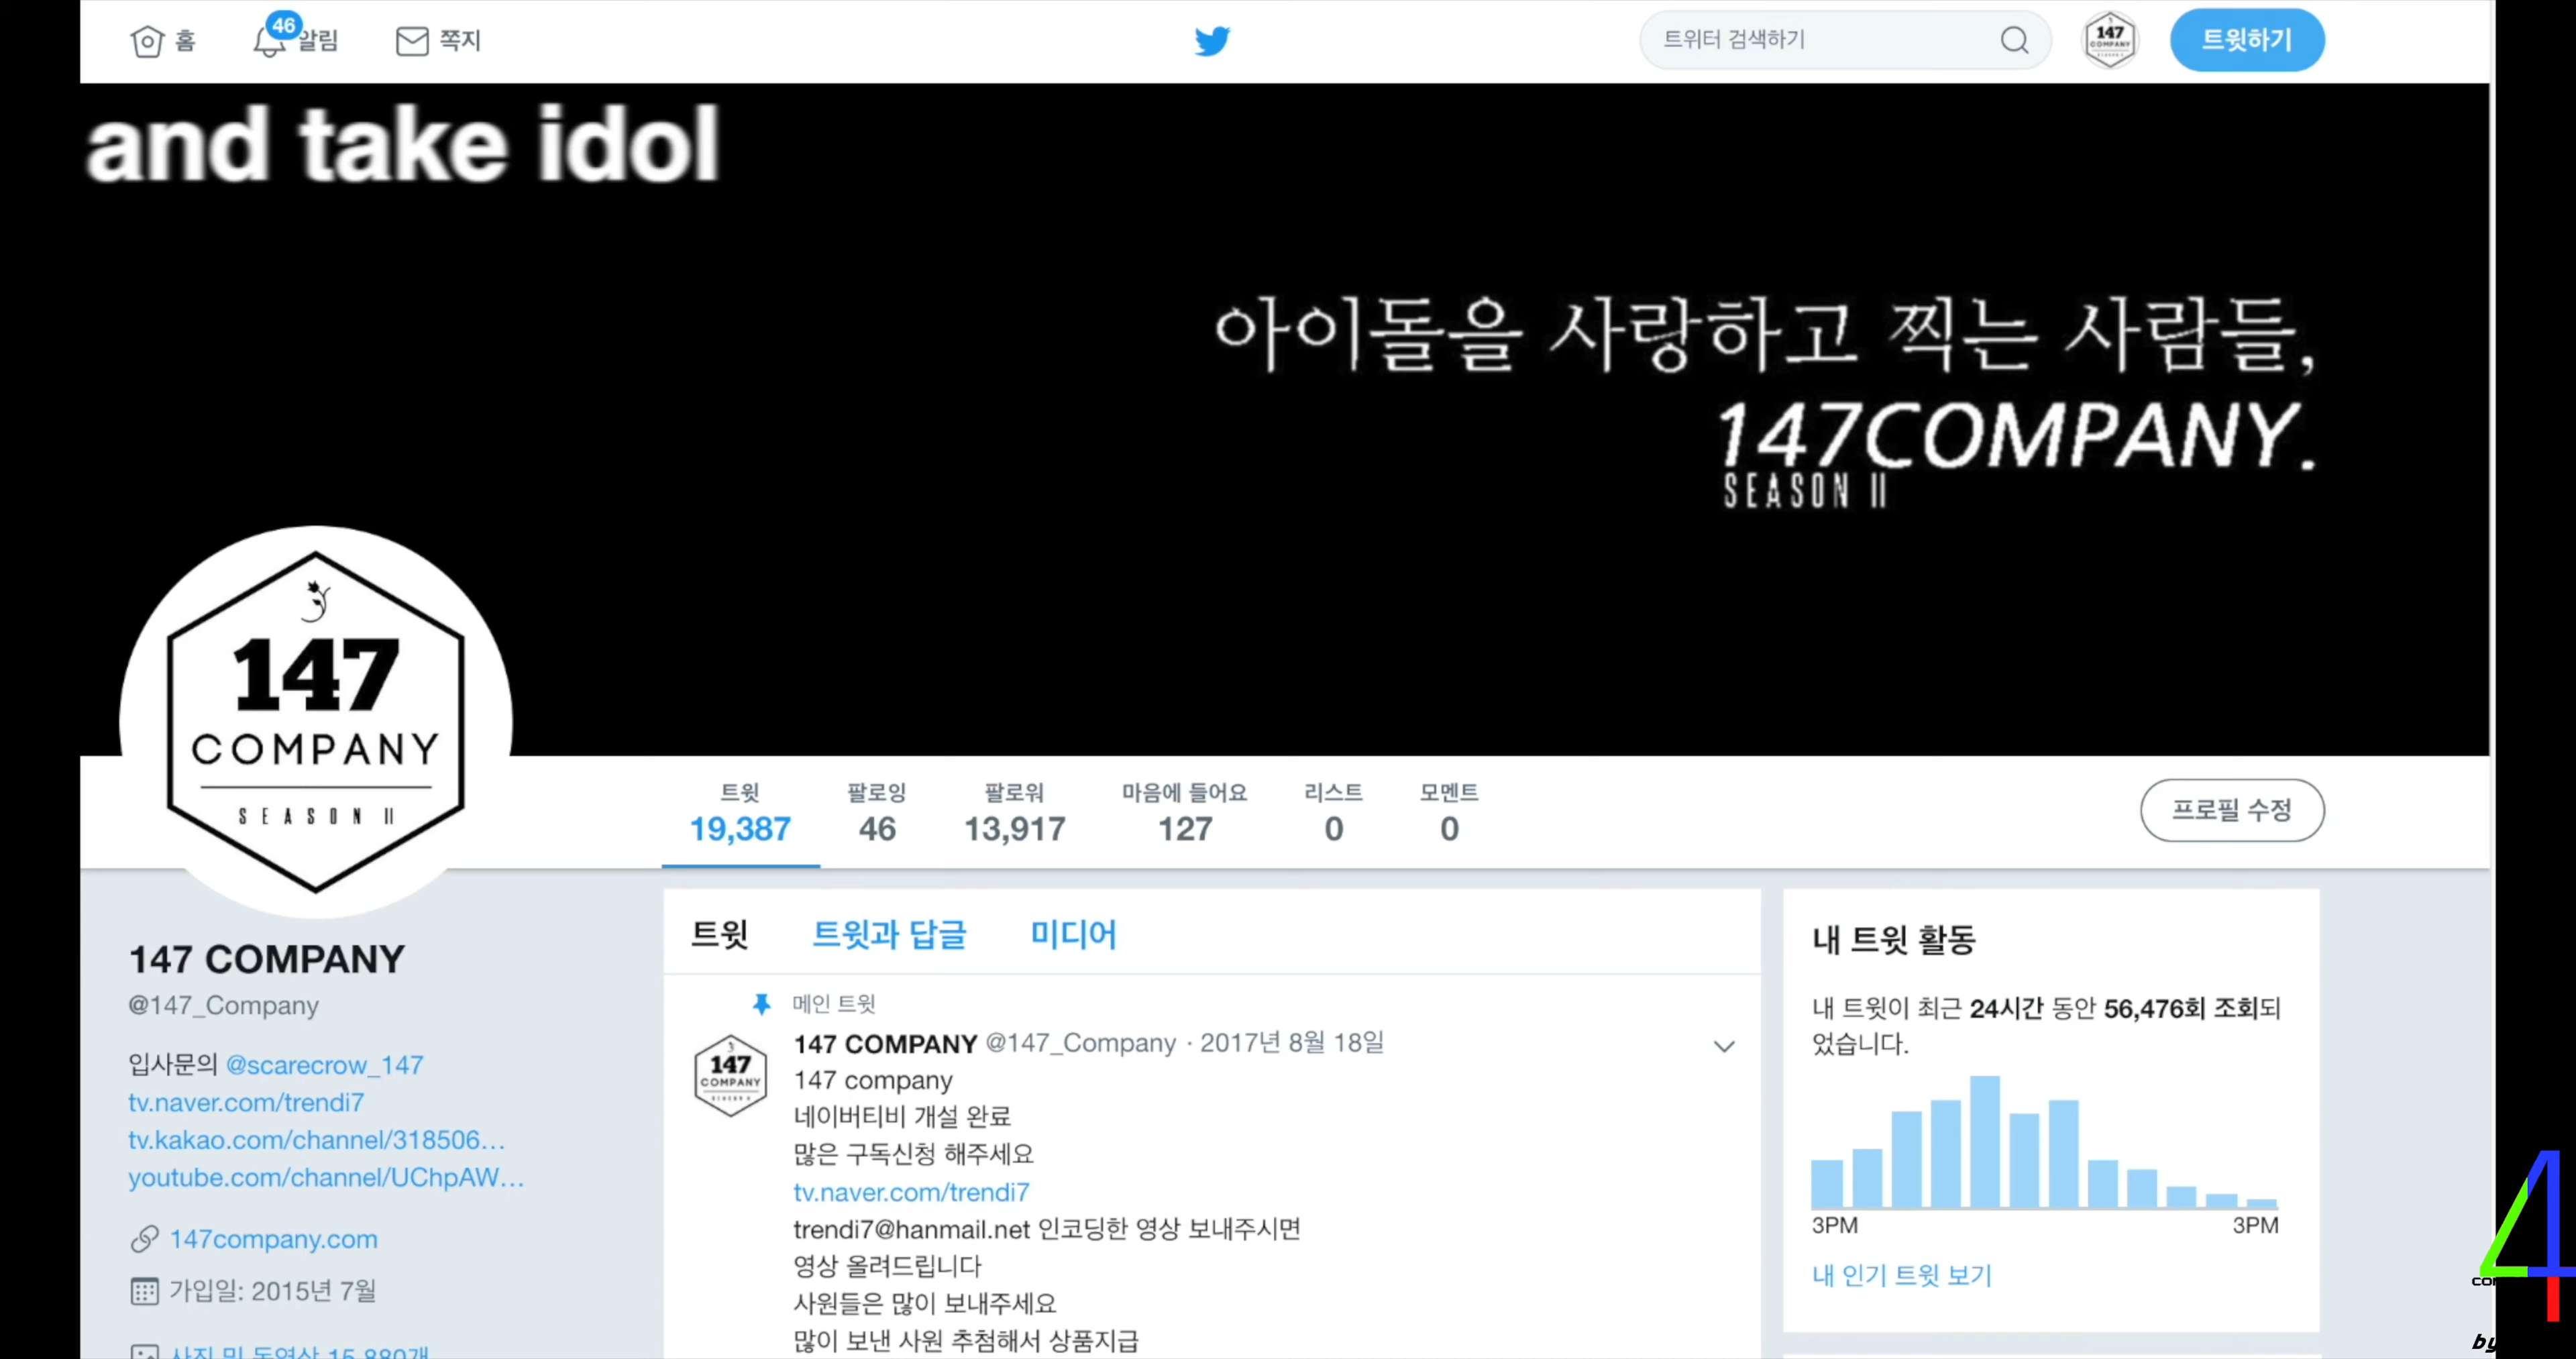 홈
46
알림
쪽지
트위터 검색하기
147
COMPANY
트윗하기
and take idol
아이돌을 사랑하고 찍는 사람들,
147COMPANY.
SEASON II
147
COMPANY
SEASON II
트윗 팔로잉 팔로워 마음에 들어요 리스트 모멘트
19,387 46 13,917 127 0 0
프로필 수정
147 COMPANY
@147_Company
입사문의 @scarecrow_147
tv.naver.com/trendi7
tv.kakao.com/channel/318506…
youtube.com/channel/UChpAW…
147company.com
가입일: 2015년 7월
사진 및 동영상 15,880개
트윗 트윗과 답글 미디어
메인 트윗
147 COMPANY @147_Company · 2017년 8월 18일
147
COMPANY
147 company
네이버티비 개설 완료
많은 구독신청 해주세요
tv.naver.com/trendi7
trendi7@hanmail.net 인코딩한 영상 보내주시면
영상 올려드립니다
사원들은 많이 보내주세요
많이 보낸 사원 추첨해서 상품지급
내 트윗 활동
내 트윗이 최근 24시간 동안 56,476회 조회되
었습니다.
3PM 3PM
내 인기 트윗 보기
4
by